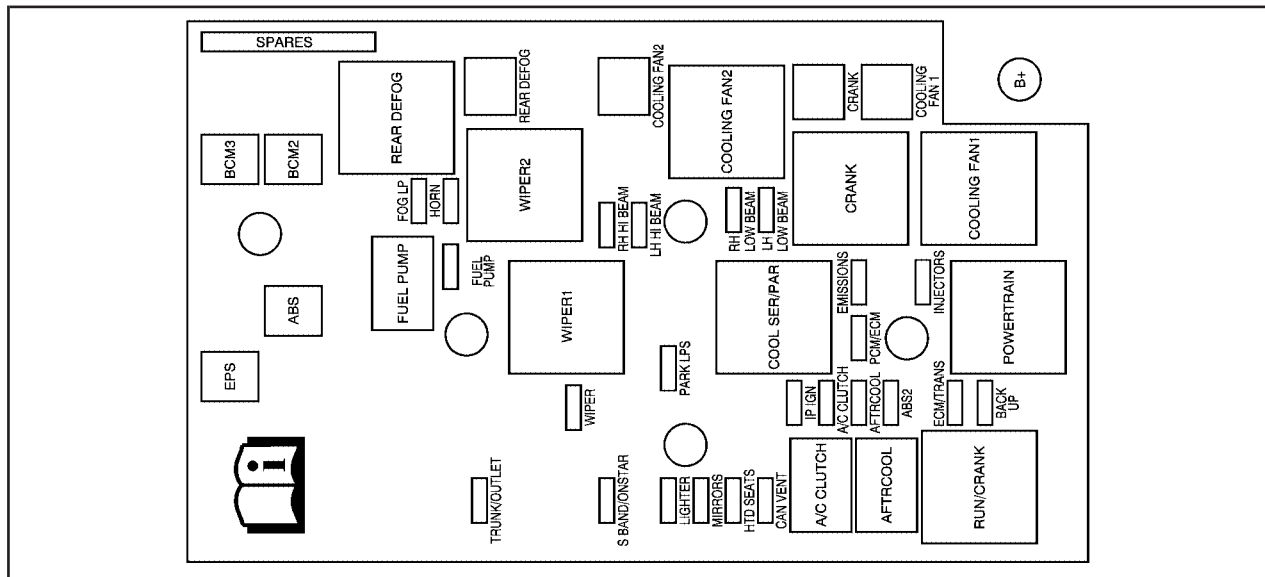 SPARES
BCM3
BCM2
ABS
EPS
REAR DEFOG
REAR DEFOG
FOG LP
HORN
FUEL PUMP
FUEL
PUMP
WIPER2
WIPER1
WIPER
TRUNK/OUTLET
COOLING FAN2
COOLING FAN2
RH HI BEAM
LH HI BEAM
PARK LPS
S BAND/ONSTAR
LIGHTER
MIRRORS
HTD SEATS
CAN VENT
RH
LOW BEAM
LH
LOW BEAM
CRANK
COOLING
FAN 1
B+
CRANK
COOLING FAN1
COOL SER/PAR
EMISSIONS
PCM/ECM
INJECTORS
POWERTRAIN
IP IGN
A/C CLUTCH
AFTRCOOL
ABS2
ECM/TRANS
BACK
UP
A/C CLUTCH
AFTRCOOL
RUN/CRANK